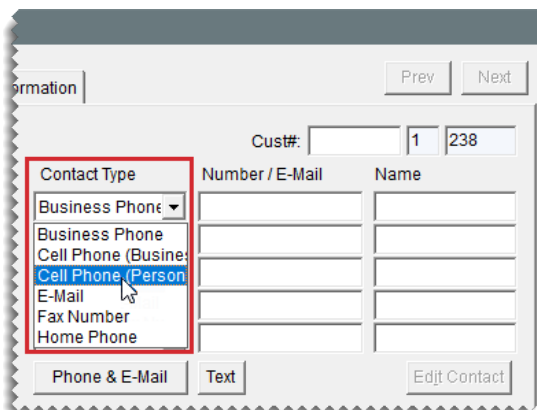 Prev Next
ormation
Cust#: 1 238
Contact Type Number / E-Mail Name
Business Phone
Business Phone
Cell Phone (Busines
Cell Phone (Person
E-Mail
Fax Number
Home Phone
Phone & E-Mail Text Edit Contact